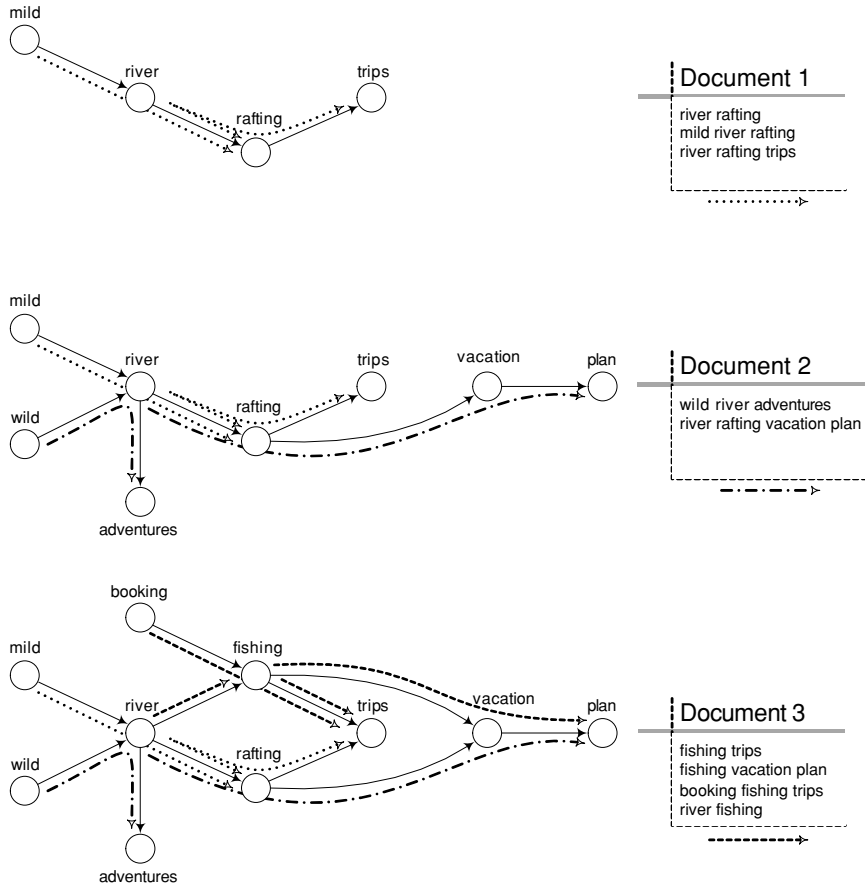 mild
river
rafting
trips
Document 1
river rafting
mild river rafting
river rafting trips
mild
river
wild
rafting
trips
vacation
plan
adventures
Document 2
wild river adventures
river rafting vacation plan
booking
mild
fishing
river
trips
vacation
plan
wild
rafting
adventures
Document 3
fishing trips
fishing vacation plan
booking fishing trips
river fishing